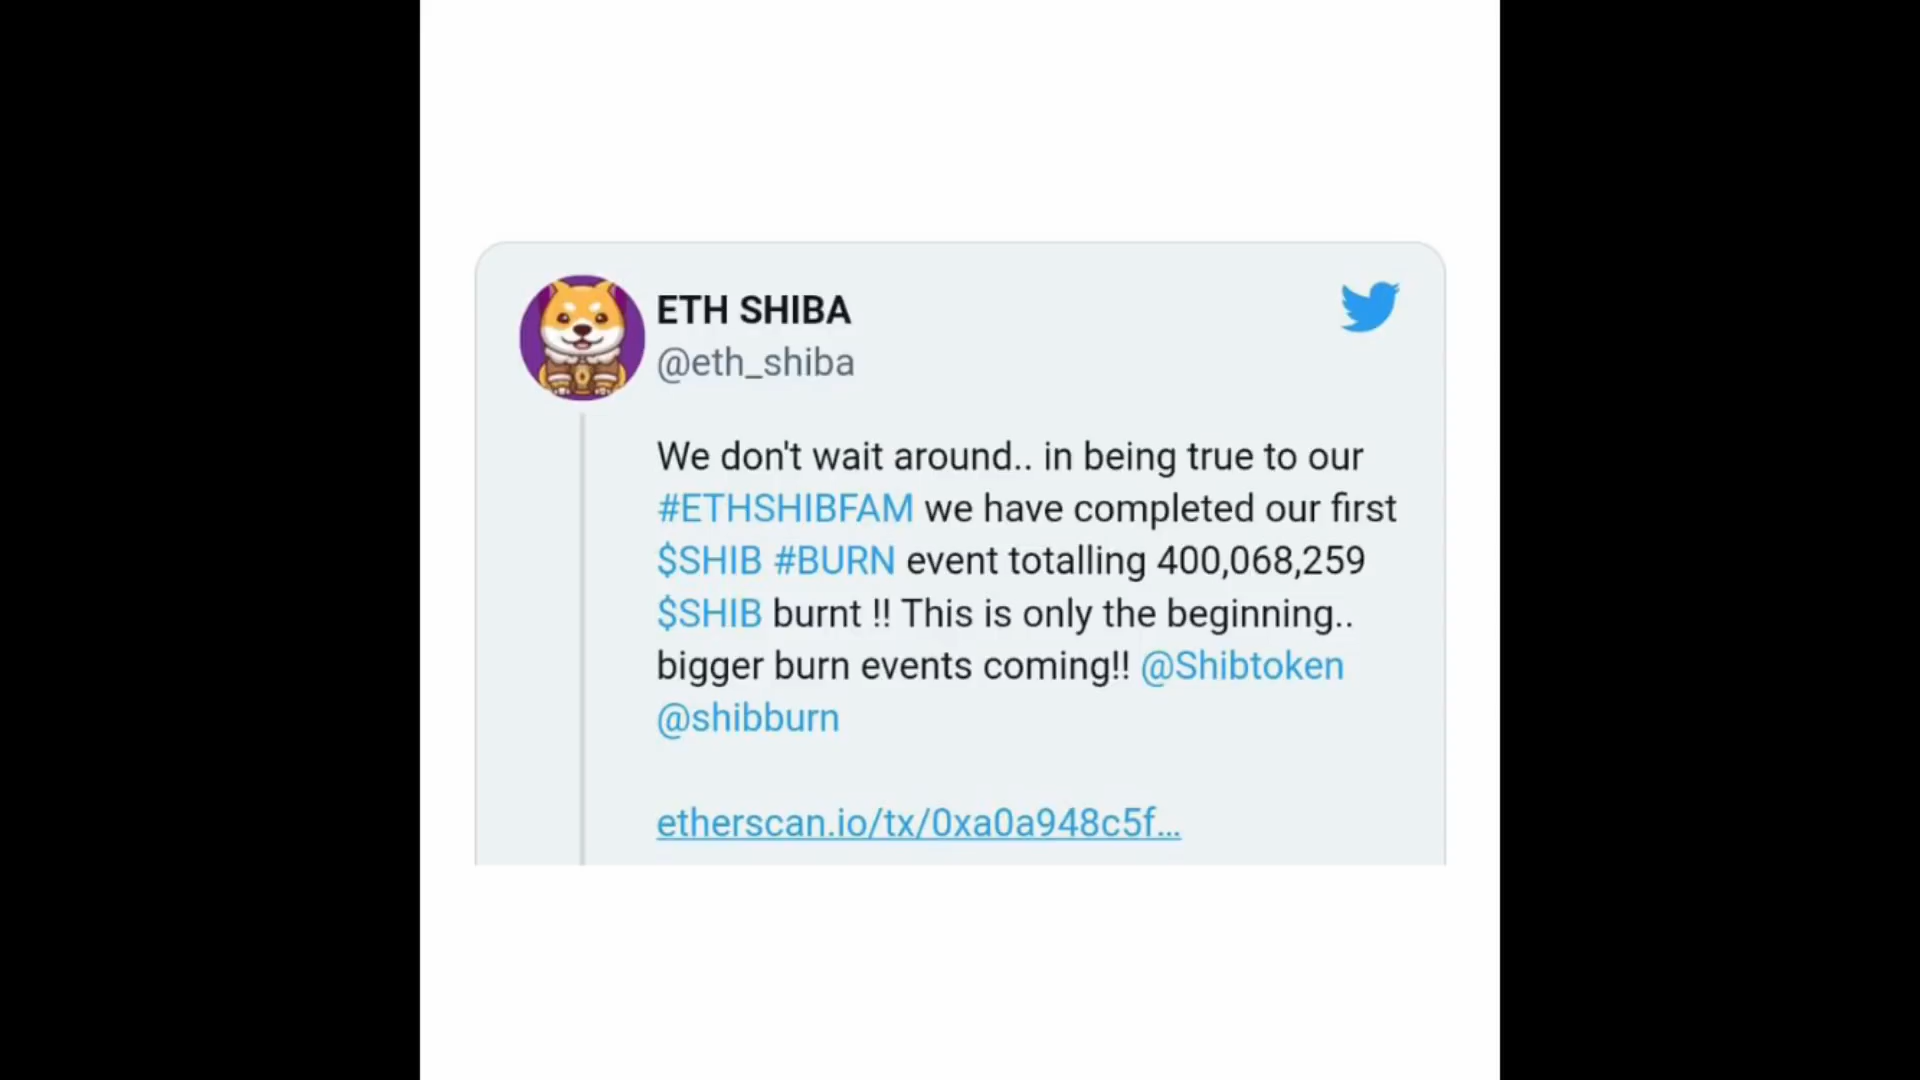 ETH SHIBA
@eth_shiba
We don't wait around.. in being true to our
#ETHSHIBFAM we have completed our first
$SHIB #BURN event totalling 400,068,259
$SHIB burnt !! This is only the beginning..
bigger burn events coming!! @Shibtoken
@shibburn
etherscan.io/tx/0xa0a948c5f…